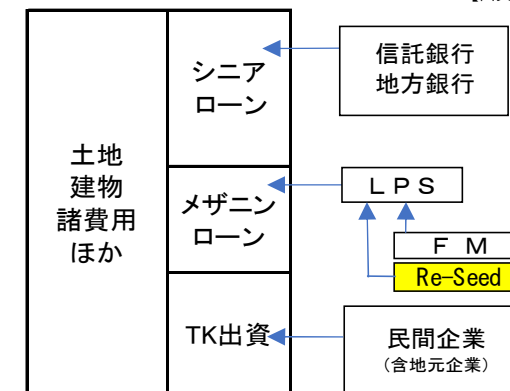 土地
建物
諸費用
ほか
シニア
ローン
メザニン
ローン
TK出資
信託銀行
地方銀行
ＬＰＳ
ＦＭ
Re-Seed
民間企業
（含地元企業）